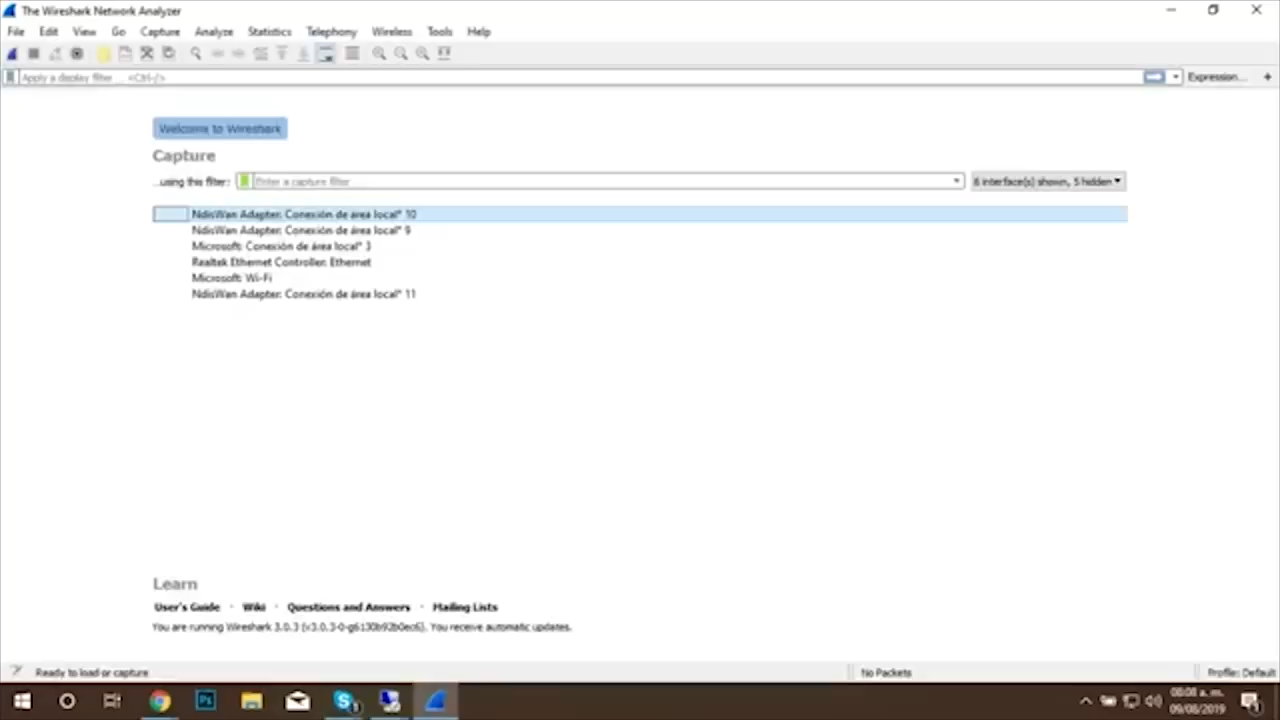 The Wireshark Network Analyzer
File Edit View Go Capture Analyze Statistics Telephony Wireless Tools Help
Apply a display filter ... <Ctrl-/>
Expression... +
Welcome to Wireshark
Capture
...using this filter: Enter a capture filter ...
6 interface(s) shown, 5 hidden
NdisWan Adapter: Conexión de área local* 10
NdisWan Adapter: Conexión de área local* 9
Microsoft: Conexión de área local* 3
Realtek Ethernet Controller: Ethernet
Microsoft: Wi-Fi
NdisWan Adapter: Conexión de área local* 11
Learn
User's Guide · Wiki · Questions and Answers · Mailing Lists
You are running Wireshark 3.0.3 (v3.0.3-0-g6130b92b0ec6). You receive automatic updates.
Ready to load or capture
No Packets
Profile: Default
Ps
08:08 a. m.
09/08/2019